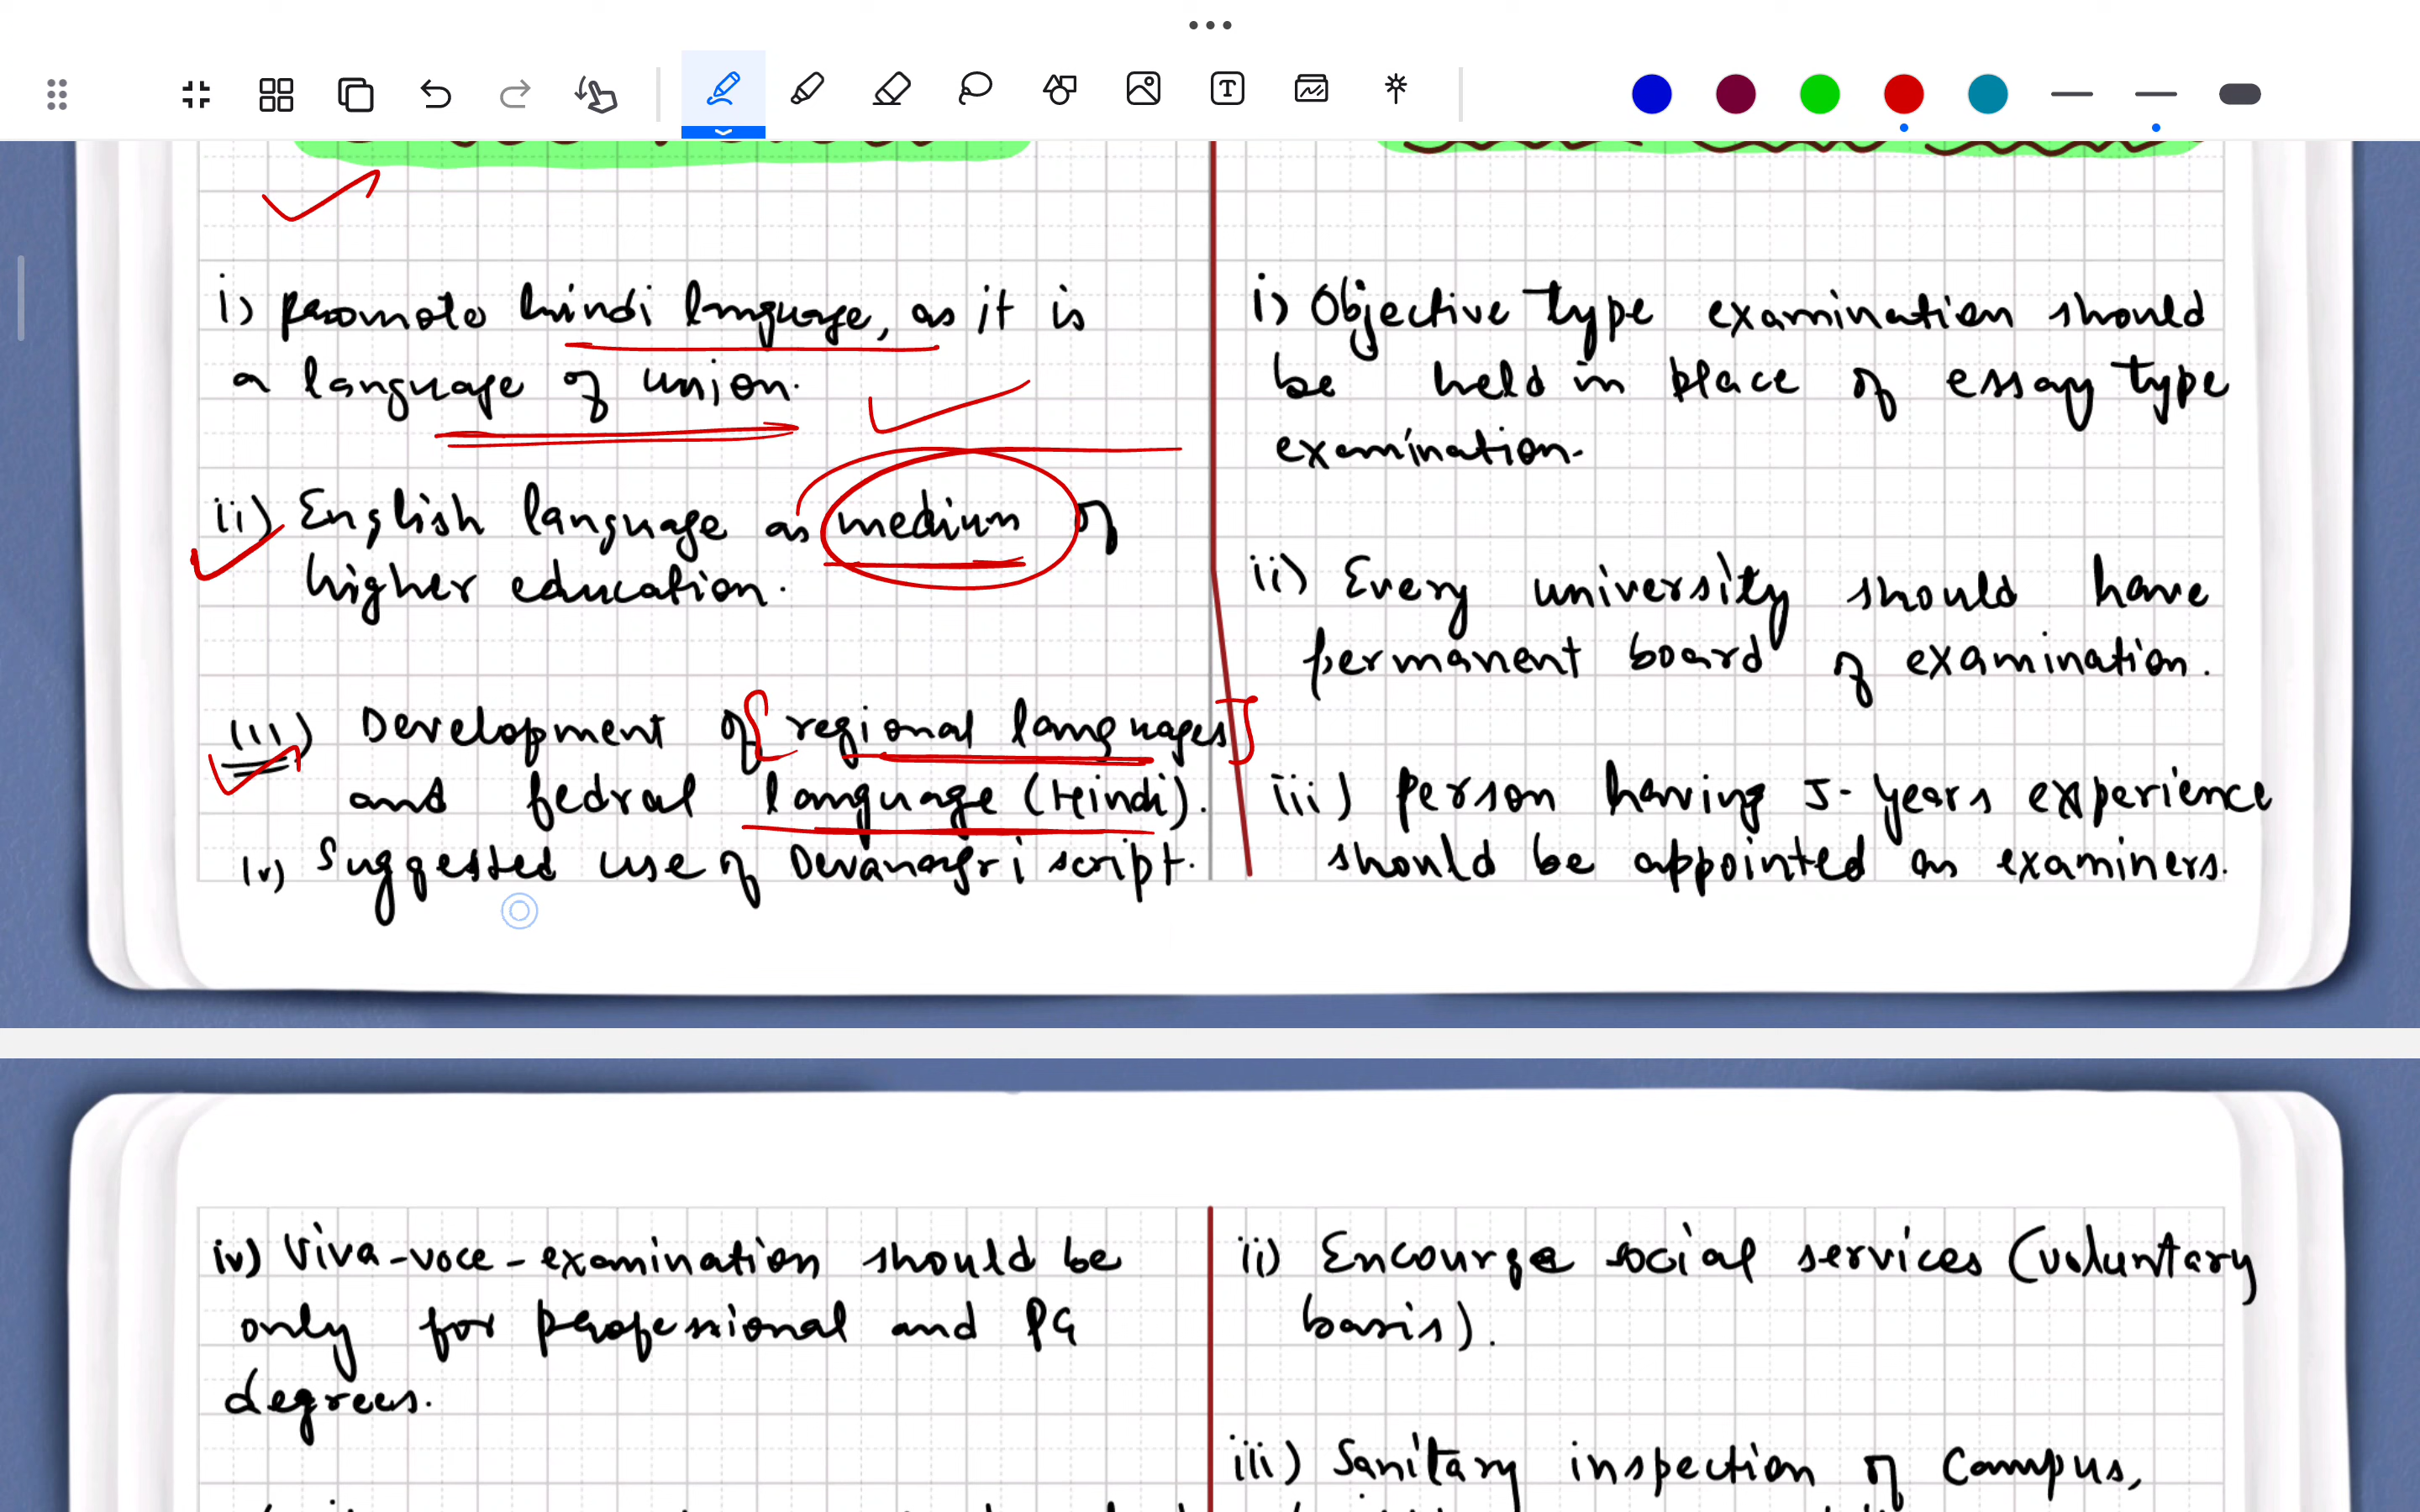 i) promote hindi language, as it is
a language of union.
ii) English language as medium of
higher education.
iii) Development of regional languages
and fedral language (Hindi).
iv) Suggested use of Devanagri script.
i) Objective type examination should
be held in place of essay type
examination.
ii) Every university should have
permanent board of examination.
iii) Person having 5-years experience
should be appointed as examiners.
iv) Viva-voce-examination should be
only for professional and PG
degrees.
ii) Encourge social services (voluntary
basis).
iii) Sanitary inspection of Campus,